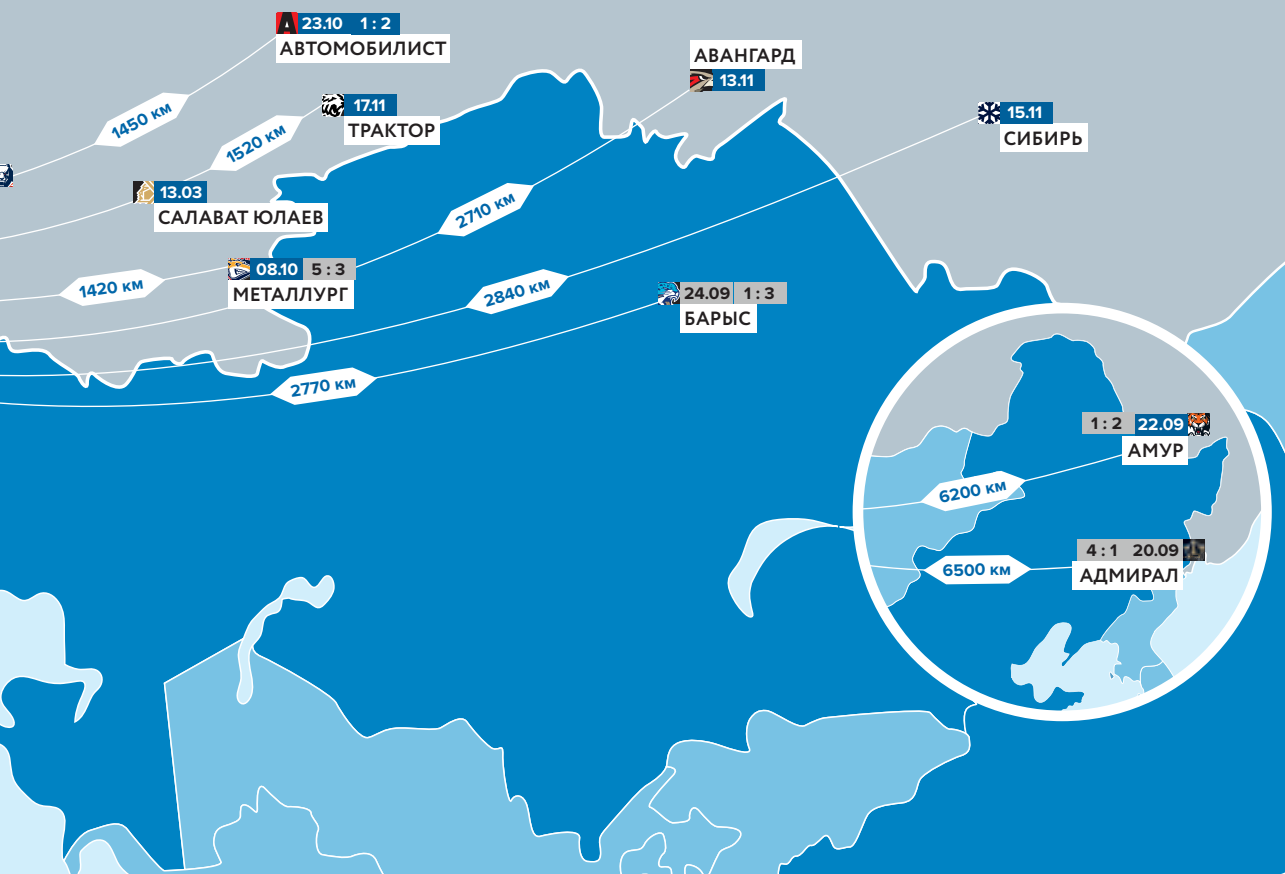 23.10 1 : 2
АВТОМОБИЛИСТ
АВАНГАРД
13.11
1450 км
17.11
ТРАКТОР
15.11
СИБИРЬ
1520 км
13.03
САЛАВАТ ЮЛАЕВ
2710 км
08.10 5 : 3
МЕТАЛЛУРГ
1420 км
2840 км
24.09 1 : 3
БАРЫС
2770 км
1 : 2 22.09
АМУР
6200 км
4 : 1 20.09
АДМИРАЛ
6500 км